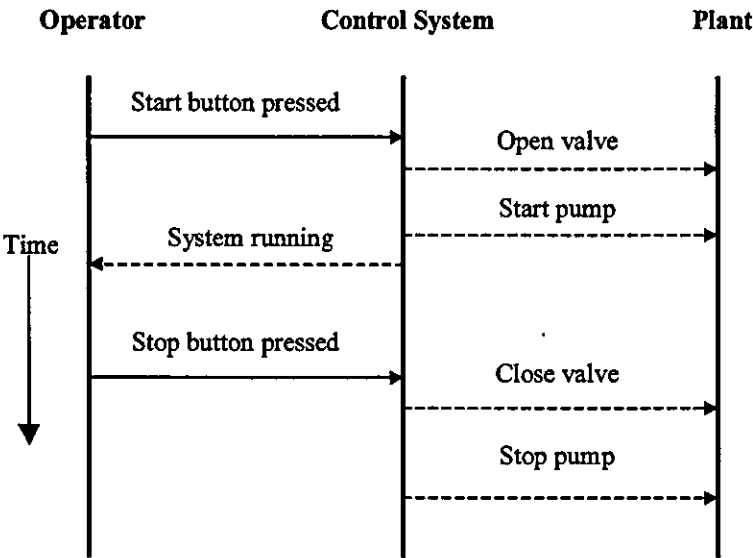 Operator Control System Plant
Start button pressed
Open valve
Start pump
System running
Time
Stop button pressed
Close valve
Stop pump